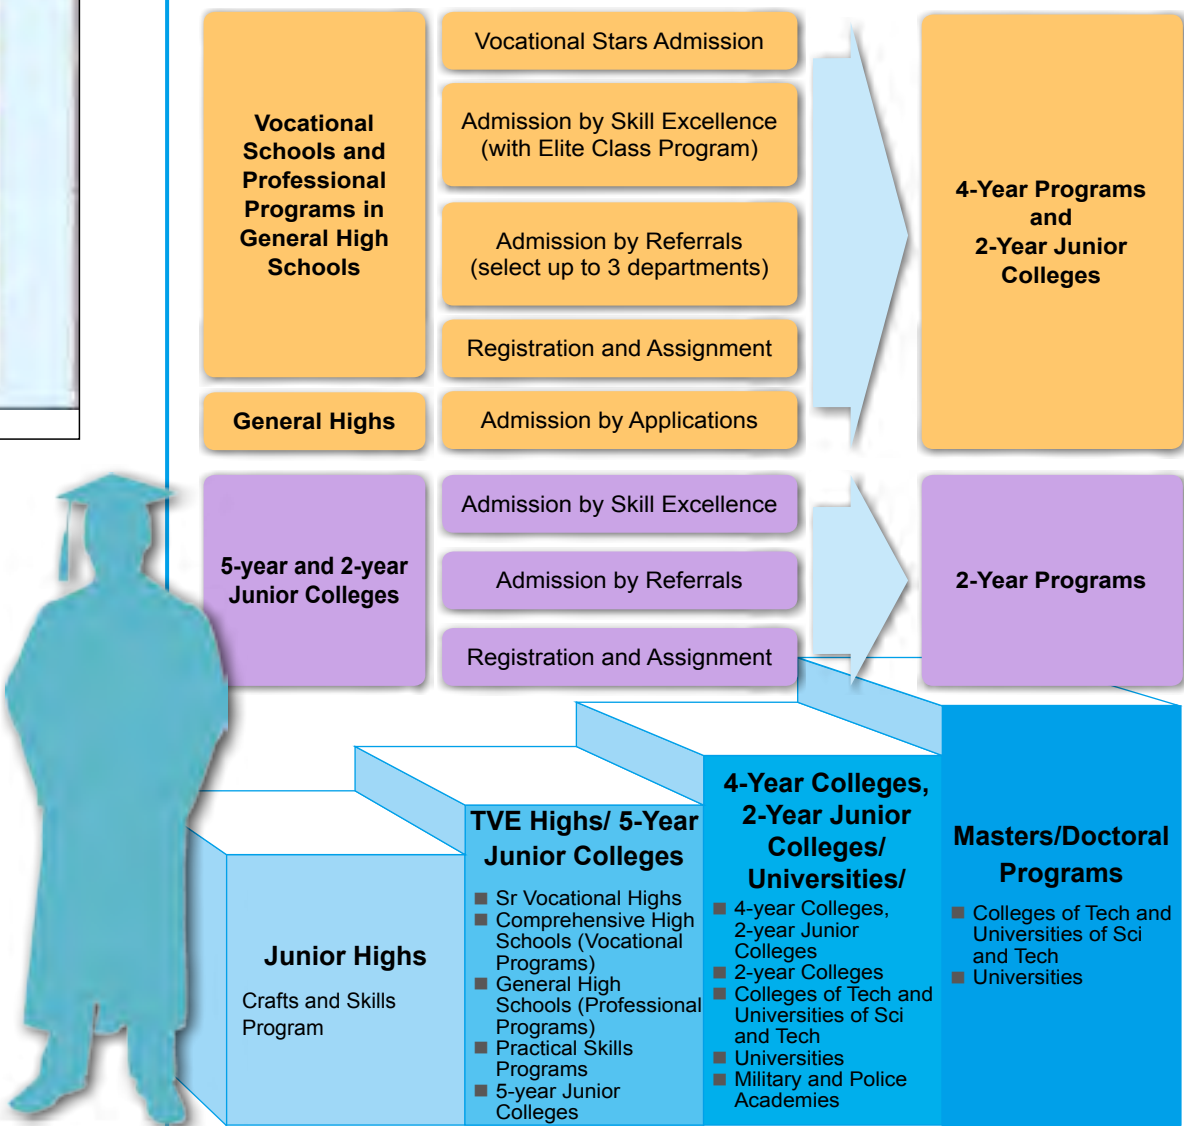 Vocational
Schools and
Professional
Programs in
General High
Schools
Vocational Stars Admission
Admission by Skill Excellence
(with Elite Class Program)
Admission by Referrals
(select up to 3 departments)
Registration and Assignment
4-Year Programs
and
2-Year Junior
Colleges
General Highs
Admission by Applications
5-year and 2-year
Junior Colleges
Admission by Skill Excellence
Admission by Referrals
Registration and Assignment
2-Year Programs
Junior Highs
Crafts and Skills
Program
TVE Highs/ 5-Year
Junior Colleges
■ Sr Vocational Highs
■ Comprehensive High
Schools (Vocational
Programs)
■ General High
Schools (Professional
Programs)
■ Practical Skills
Programs
■ 5-year Junior
Colleges
4-Year Colleges,
2-Year Junior
Colleges/
Universities/
■ 4-year Colleges,
2-year Junior
Colleges
■ 2-year Colleges
■ Colleges of Tech and
Universities of Sci
and Tech
■ Universities
■ Military and Police
Academies
Masters/Doctoral
Programs
■ Colleges of Tech and
Universities of Sci
and Tech
■ Universities